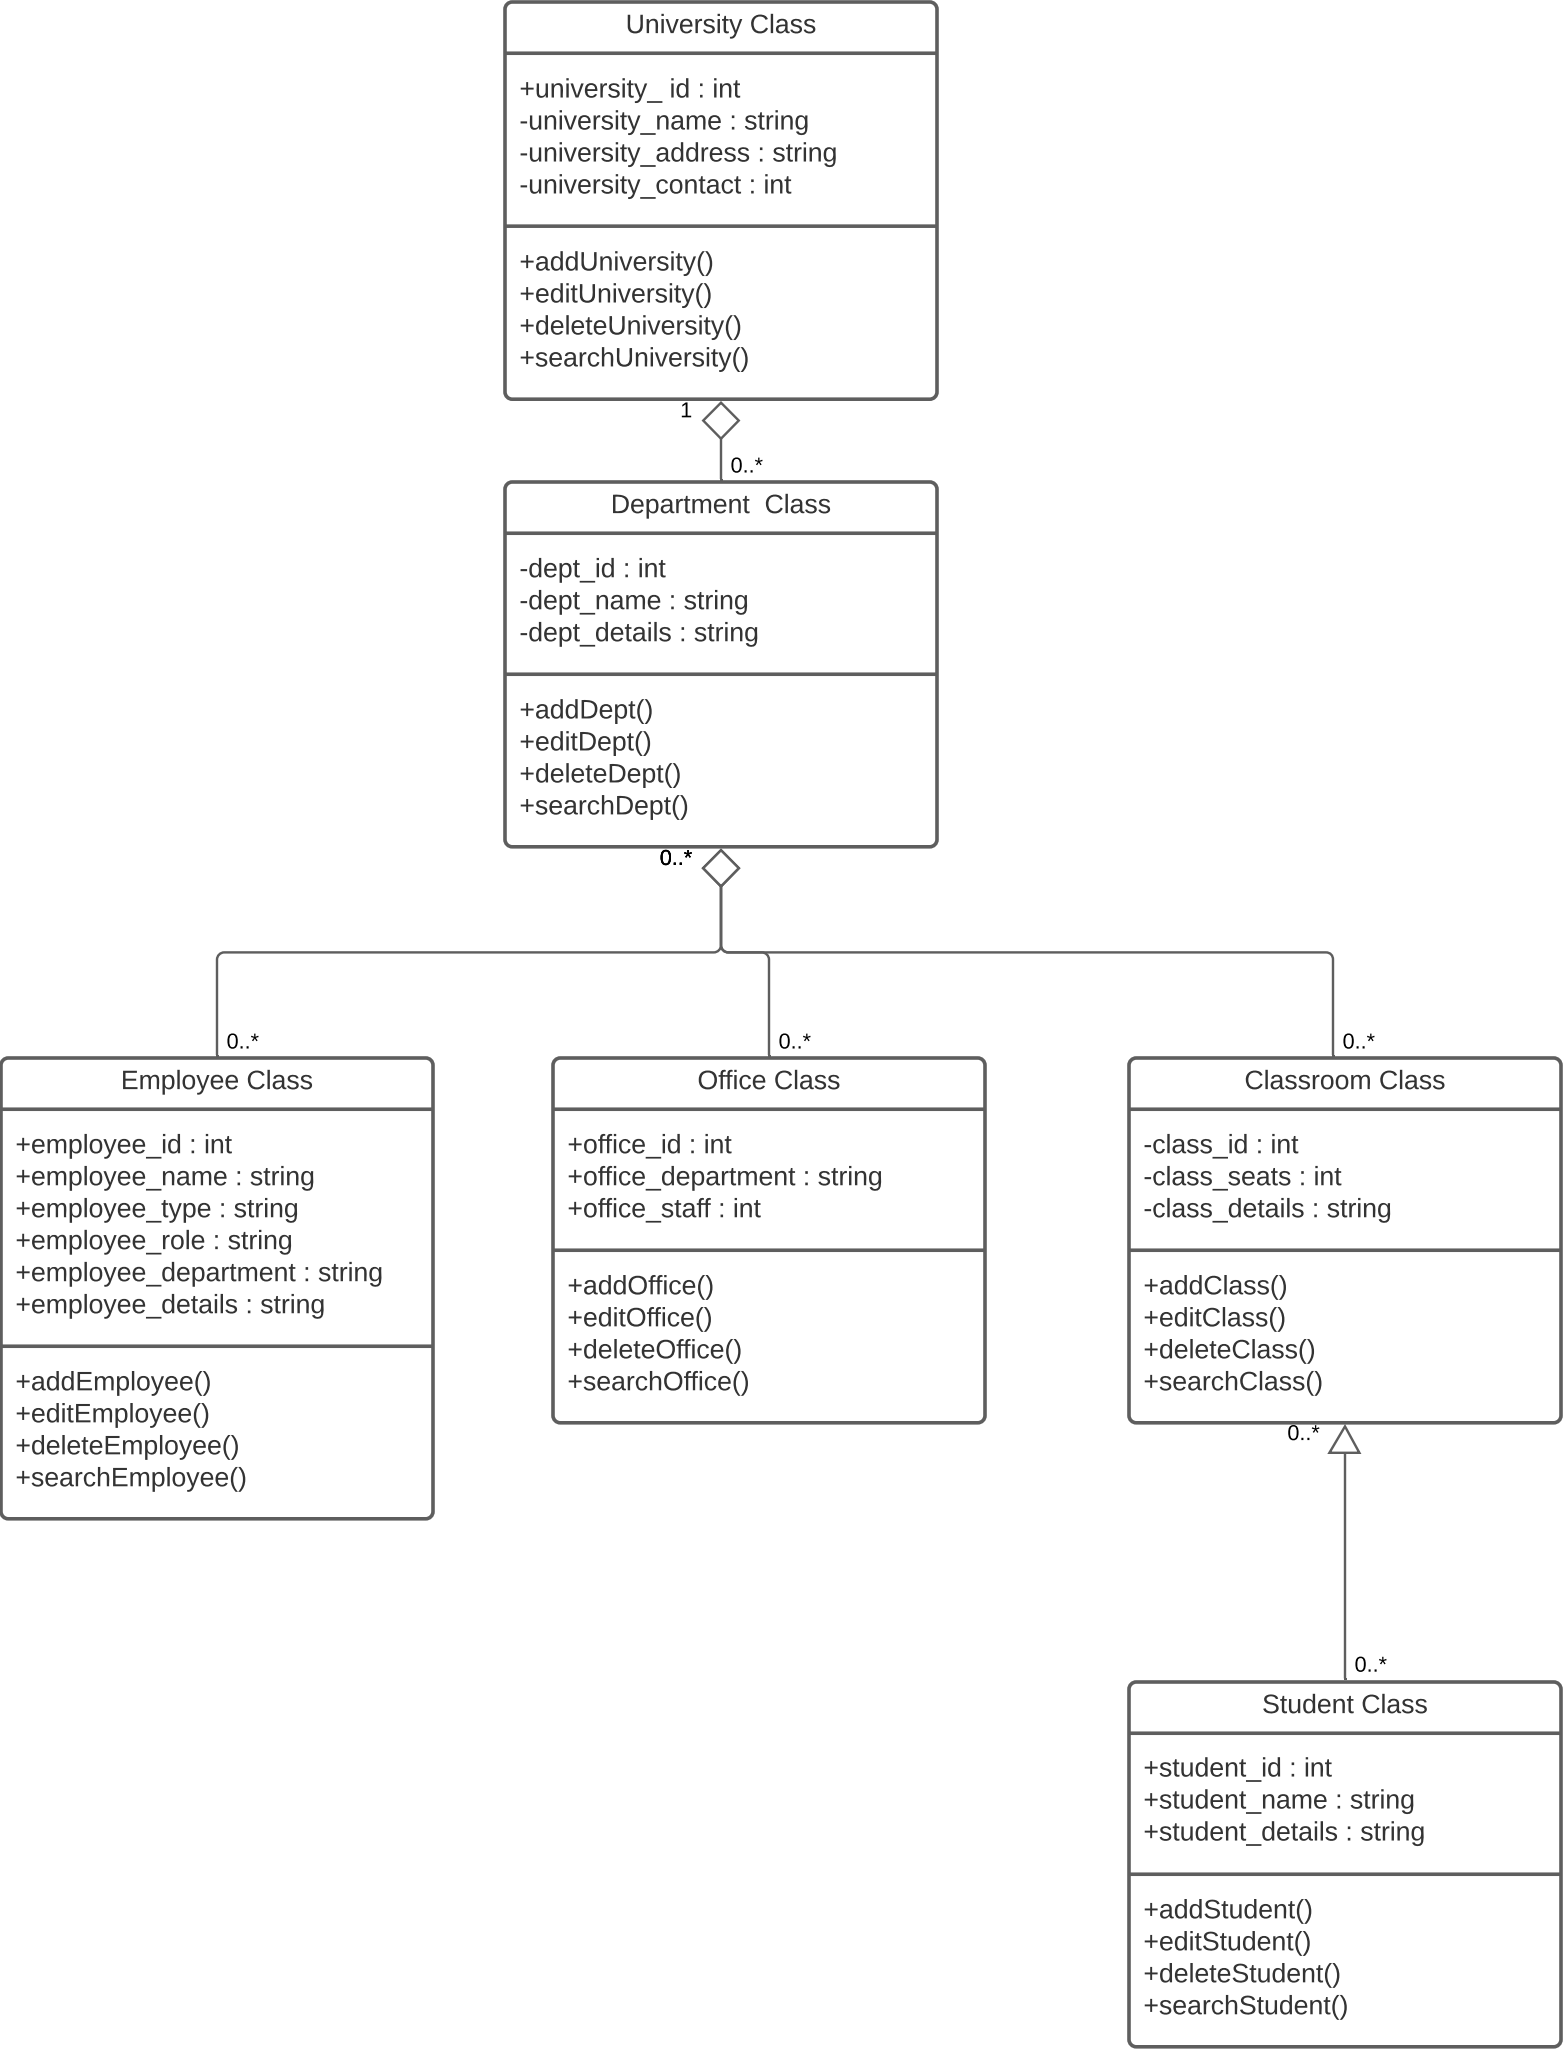 University Class
+university_ id : int
-university_name : string
-university_address : string
-university_contact : int
+addUniversity()
+editUniversity()
+deleteUniversity()
+searchUniversity()
1
0..*
Department  Class
-dept_id : int
-dept_name : string
-dept_details : string
+addDept()
+editDept()
+deleteDept()
+searchDept()
0..*
0..*
Employee Class
+employee_id : int
+employee_name : string
+employee_type : string
+employee_role : string
+employee_department : string
+employee_details : string
+addEmployee()
+editEmployee()
+deleteEmployee()
+searchEmployee()
0..*
Office Class
+office_id : int
+office_department : string
+office_staff : int
+addOffice()
+editOffice()
+deleteOffice()
+searchOffice()
0..*
Classroom Class
-class_id : int
-class_seats : int
-class_details : string
+addClass()
+editClass()
+deleteClass()
+searchClass()
0..*
0..*
Student Class
+student_id : int
+student_name : string
+student_details : string
+addStudent()
+editStudent()
+deleteStudent()
+searchStudent()